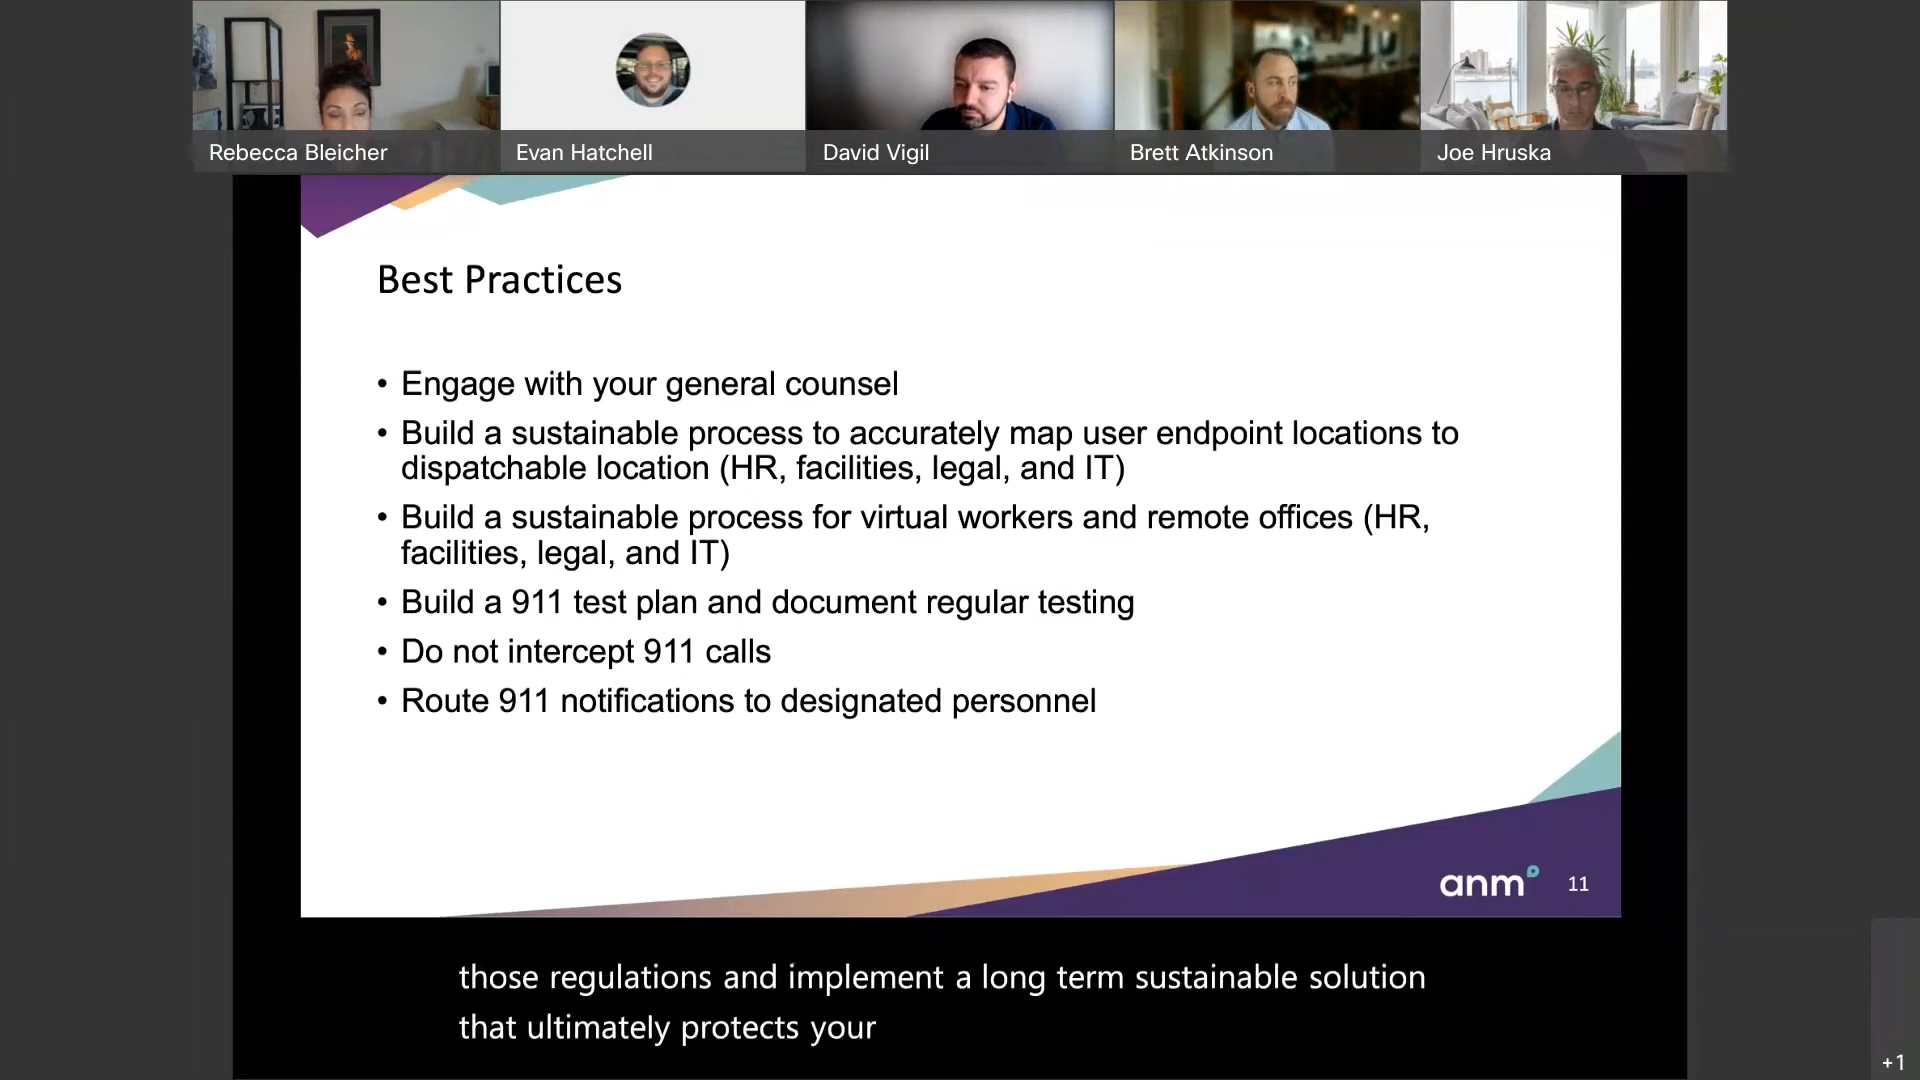 Rebecca Bleicher
Evan Hatchell
David Vigil
Brett Atkinson
Joe Hruska
Best Practices
• Engage with your general counsel
• Build a sustainable process to accurately map user endpoint locations to
dispatchable location (HR, facilities, legal, and IT)
• Build a sustainable process for virtual workers and remote offices (HR,
facilities, legal, and IT)
• Build a 911 test plan and document regular testing
• Do not intercept 911 calls
• Route 911 notifications to designated personnel
anm
11
those regulations and implement a long term sustainable solution
that ultimately protects your
+1